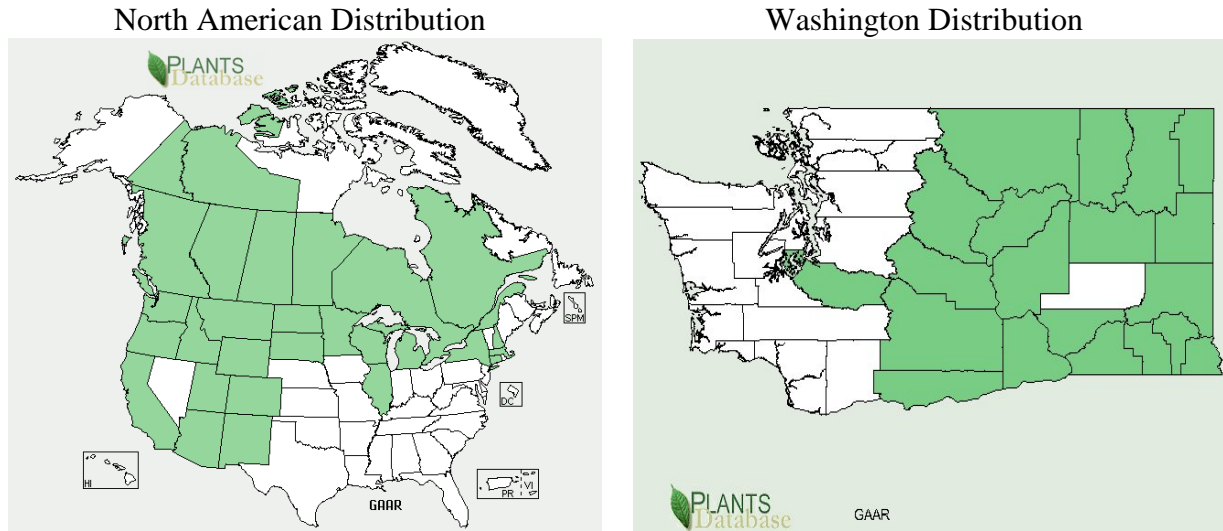 North American Distribution
PLANTS
Database
SPM
DC
HI
PR
VI
GAAR
Washington Distribution
PLANTS
Database
GAAR